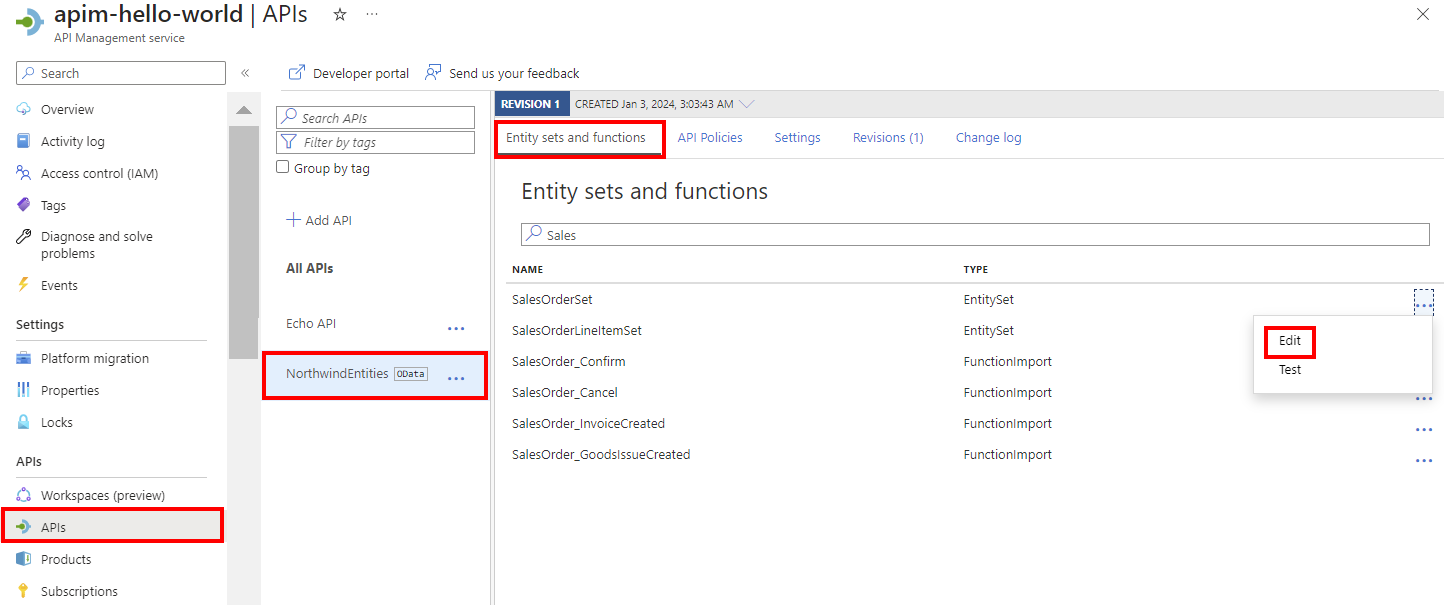 apim-hello-world | APIs
API Management service
Search
Overview
Activity log
Access control (IAM)
Tags
Diagnose and solve
problems
Events
Settings
Platform migration
Properties
Locks
APIs
Workspaces (preview)
APIs
Products
Subscriptions
Developer portal
Send us your feedback
Search APIs
Filter by tags
Group by tag
Add API
All APIs
Echo API
NorthwindEntities OData
REVISION 1 CREATED Jan 3, 2024, 3:03:43 AM
Entity sets and functions API Policies Settings Revisions (1) Change log
Entity sets and functions
Sales
NAME TYPE
SalesOrderSet EntitySet
SalesOrderLineItemSet EntitySet
SalesOrder_Confirm FunctionImport
SalesOrder_Cancel FunctionImport
SalesOrder_InvoiceCreated FunctionImport
SalesOrder_GoodsIssueCreated FunctionImport
Edit
Test